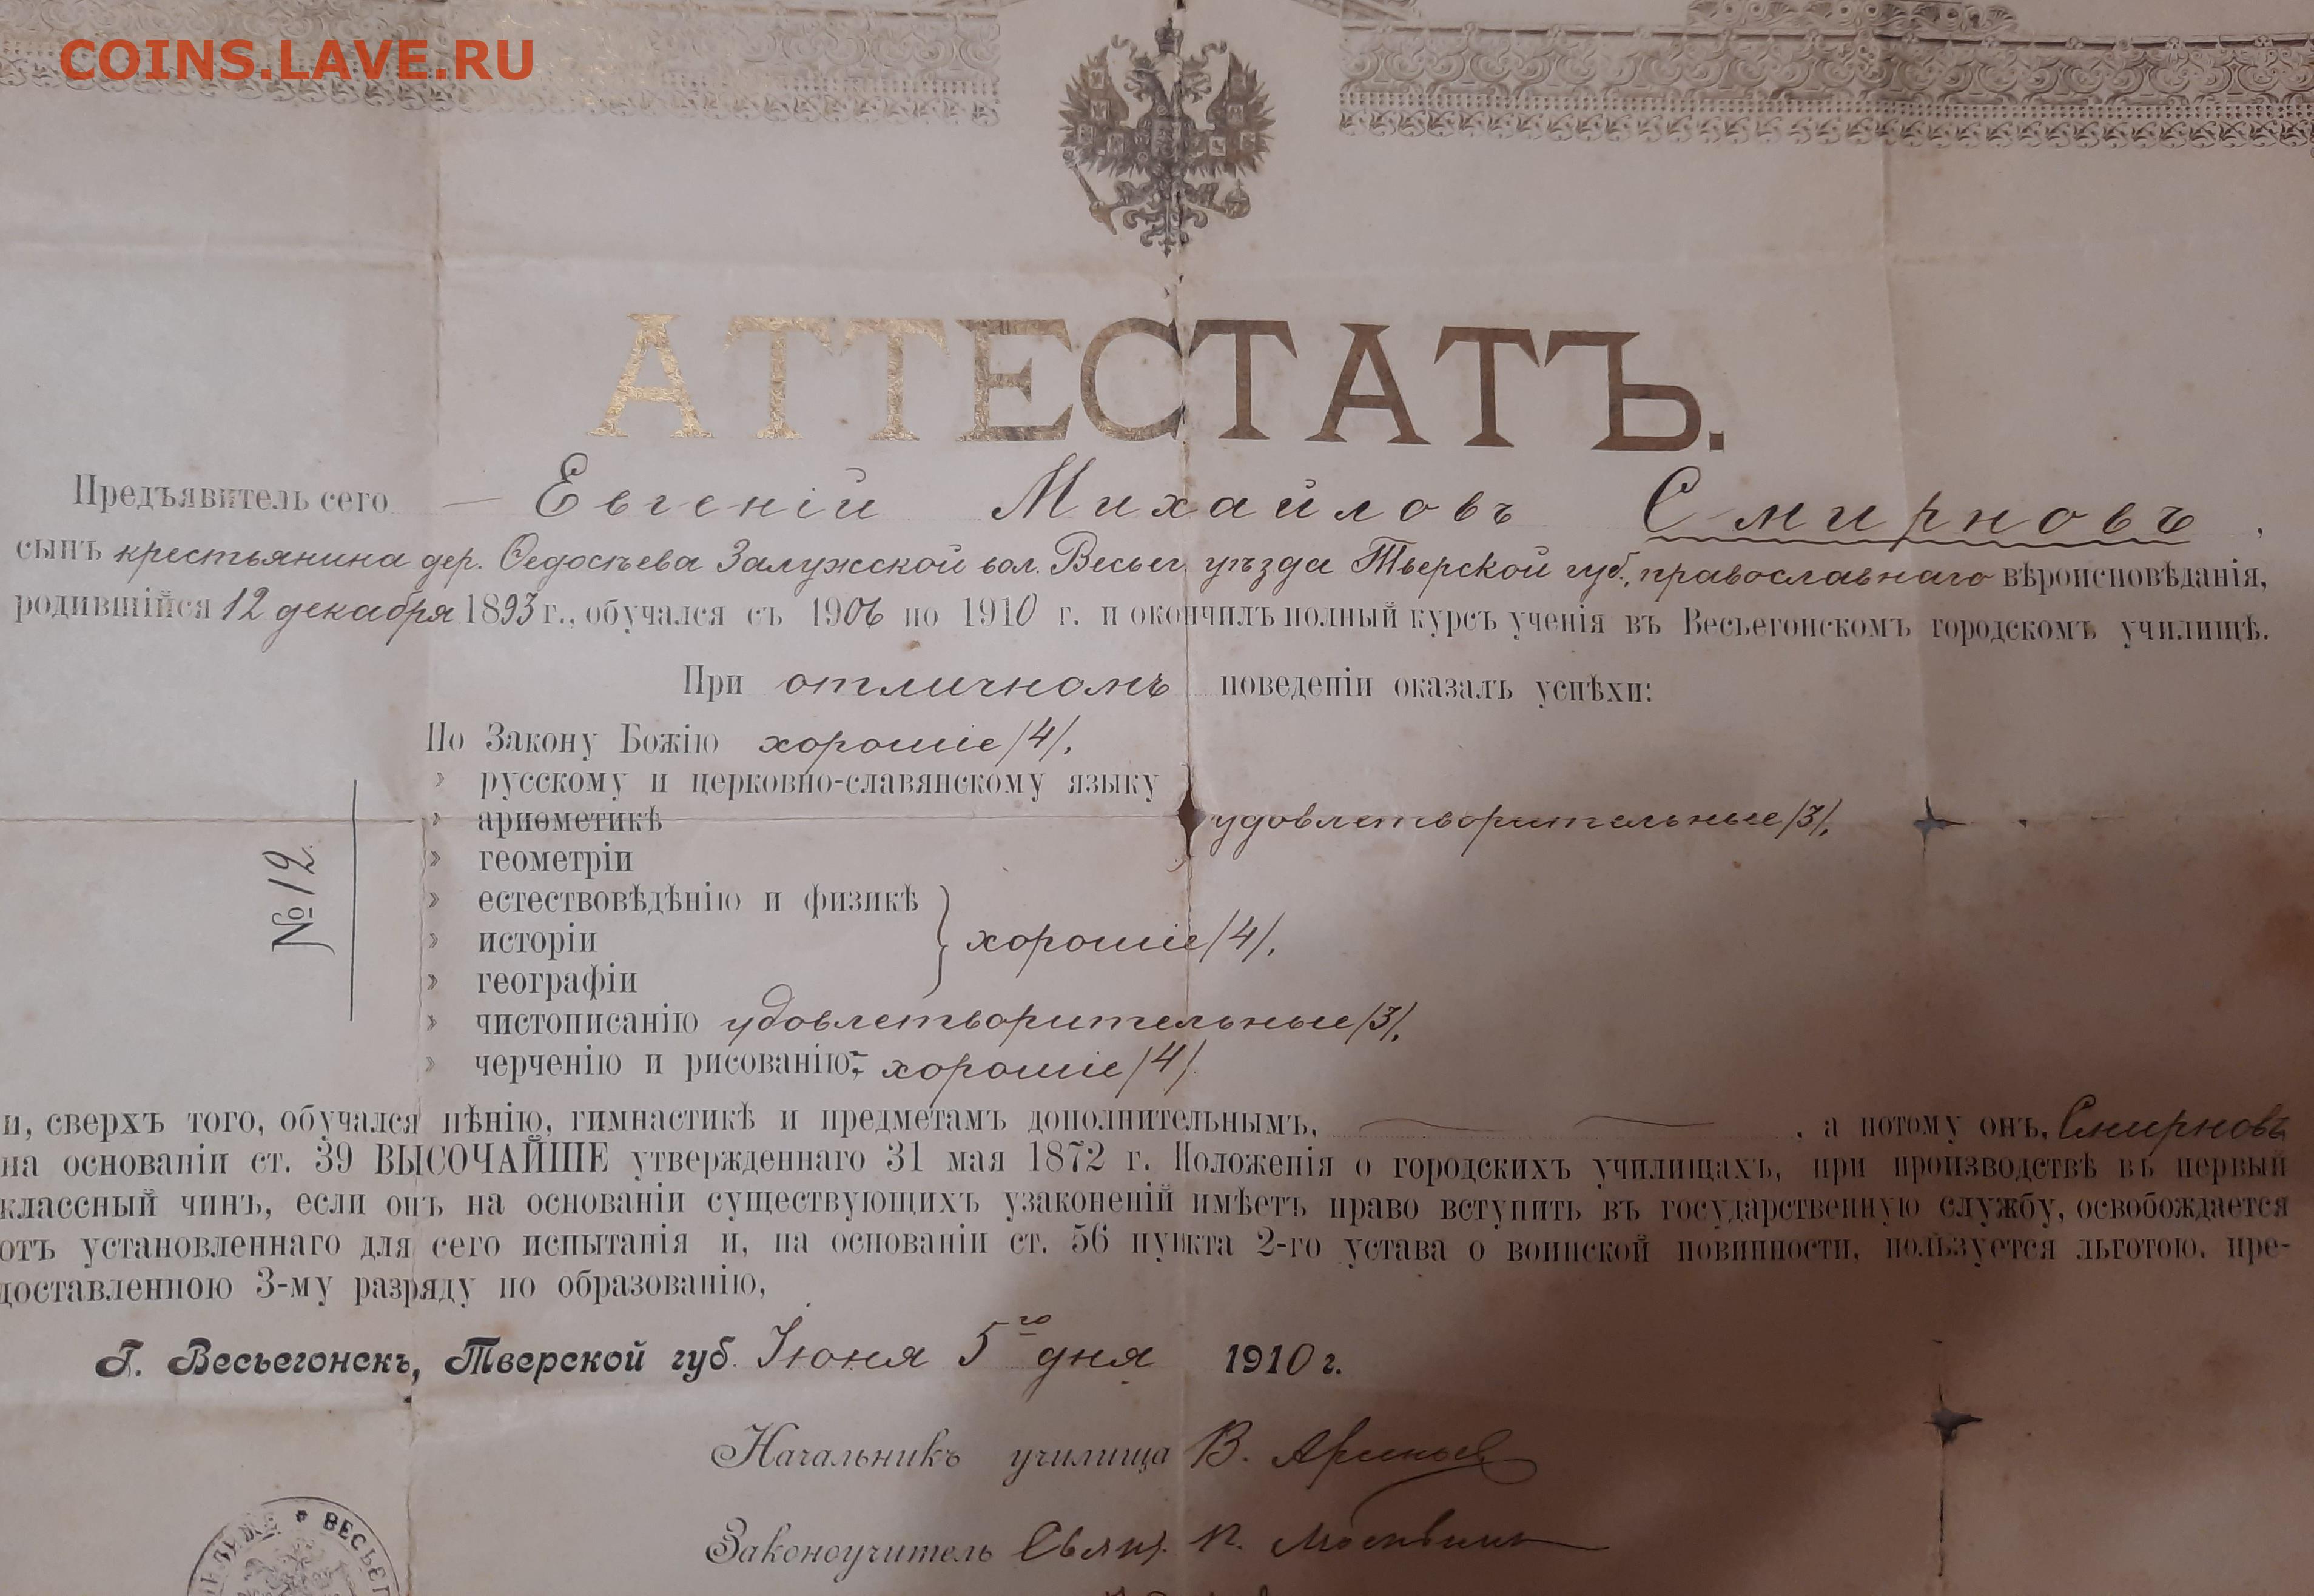 COINS.LAVE.RU
АТТЕСТАТЪ.
Предъявитель сего — Евгеній Михайловъ Смирновъ,
сынъ крестьянина дер. Ѳедосѣева Залужской вол. Весьег. уѣзда Тверской губ., православнаго вѣроисповѣданія,
родившійся 12 декабря 1893 г., обучался съ 1906 по 1910 г. и окончилъ полный курсъ ученія въ Весьегонскомъ городскомъ училищѣ.
При отличномъ поведеніи оказалъ успѣхи:
По Закону Божію хорошіе /4/.
» русскому и церковно-славянскому языку
» ариѳметикѣ удовлетворительные /3/.
» геометріи
» естествовѣдѣнію и физикѣ
» исторіи хорошіе /4/.
» географіи
» чистописанію удовлетворительные /3/.
» черченію и рисованію, — хорошіе /4/.
№ 12.
и, сверхъ того, обучался пѣнію, гимнастикѣ и предметамъ дополнительнымъ, а потому онъ, Смирновъ
на основаніи ст. 39 ВЫСОЧАЙШЕ утвержденнаго 31 мая 1872 г. Положенія о городскихъ училищахъ, при производствѣ въ первый
классный чинъ, если онъ на основаніи существующихъ узаконеній имѣетъ право вступить въ государственную службу, освобождается
отъ установленнаго для сего испытанія и, на основаніи ст. 56 пункта 2-го устава о воинской повинности, пользуется льготою, пре-
доставленною 3-му разряду по образованію,
Г. Весьегонскъ, Тверской губ. Іюня 5го дня 1910 г.
Начальникъ училища В.
Законоучитель Свящ. Москвинъ
ВЕСЬЕГ